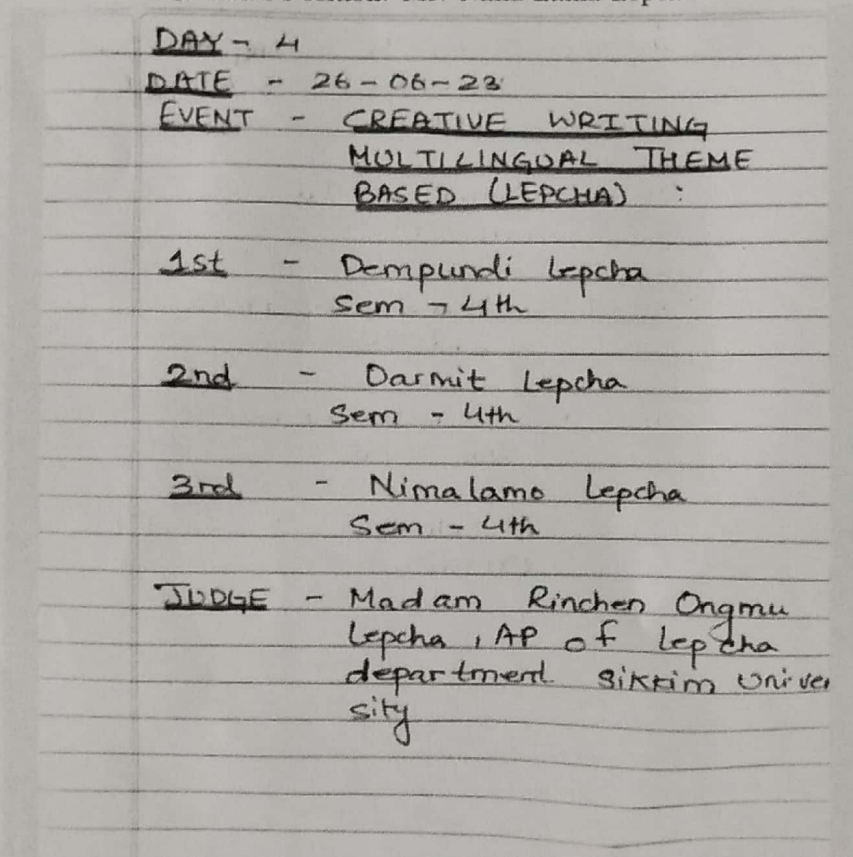 DAY - 4
DATE - 26-06-23
EVENT - CREATIVE WRITING
MULTILINGUAL THEME
BASED (LEPCHA) :
1st - Dempundi Lepcha
Sem - 4th
2nd - Darmit Lepcha
Sem - 4th
3rd - Nimalamo Lepcha
Sem - 4th
JUDGE - Madam Rinchen Ongmu
Lepcha, AP of Lepcha
department Sikkim Univer
sity